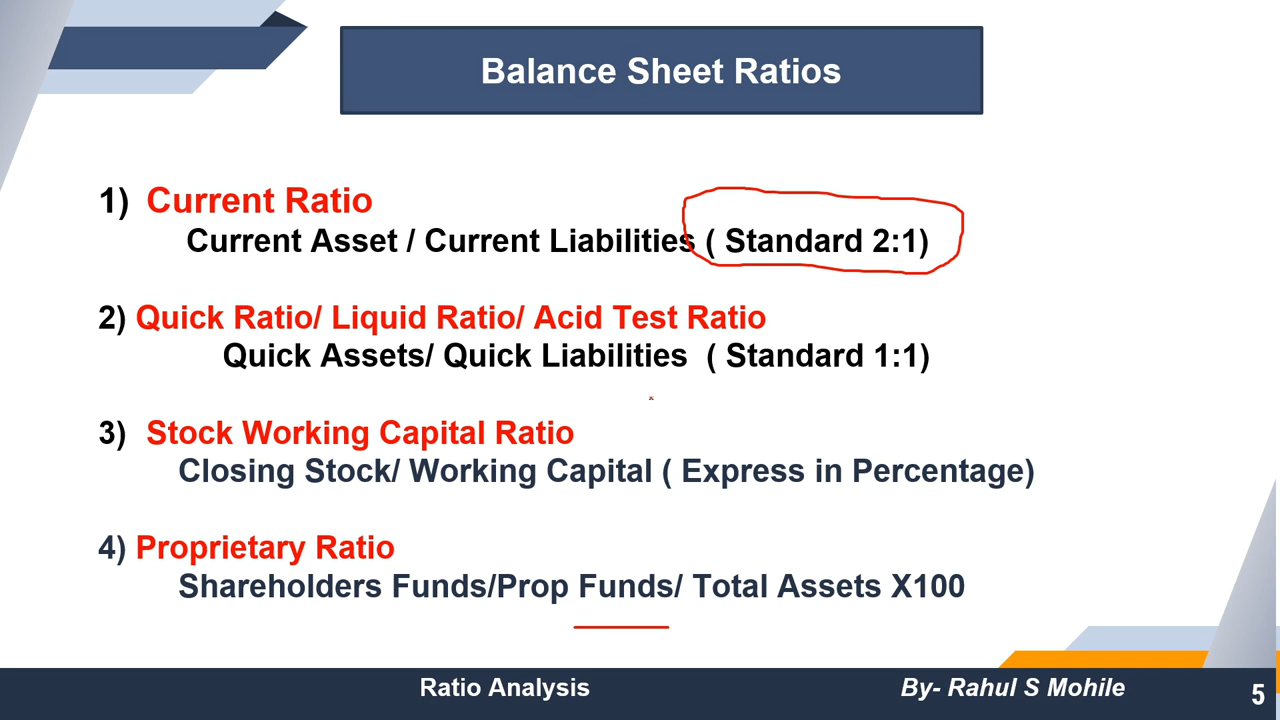 Balance Sheet Ratios
1) Current Ratio
Current Asset / Current Liabilities ( Standard 2:1)
2) Quick Ratio/ Liquid Ratio/ Acid Test Ratio
Quick Assets/ Quick Liabilities ( Standard 1:1)
3) Stock Working Capital Ratio
Closing Stock/ Working Capital ( Express in Percentage)
4) Proprietary Ratio
Shareholders Funds/Prop Funds/ Total Assets X100
Ratio Analysis
By- Rahul S Mohile
5